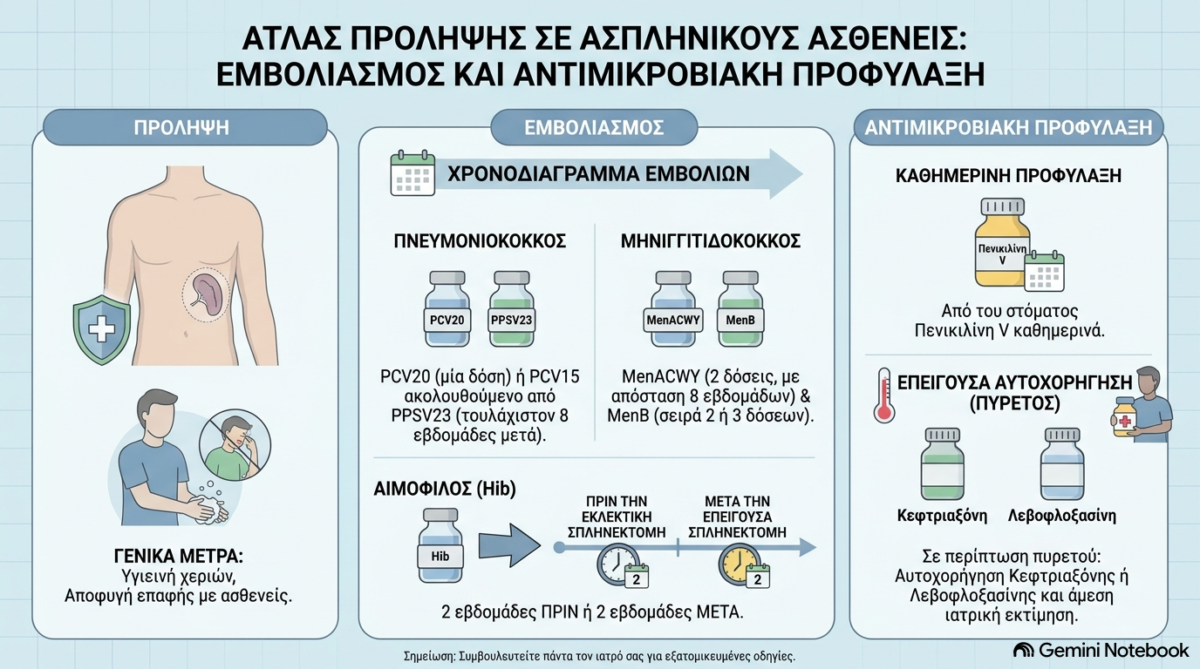 ΑΤΛΑΣ ΠΡΟΛΗΨΗΣ ΣΕ ΑΣΠΛΗΝΙΚΟΥΣ ΑΣΘΕΝΕΙΣ:
ΕΜΒΟΛΙΑΣΜΟΣ ΚΑΙ ΑΝΤΙΜΙΚΡΟΒΙΑΚΗ ΠΡΟΦΥΛΑΞΗ
ΠΡΟΛΗΨΗ
ΓΕΝΙΚΑ ΜΕΤΡΑ:
Υγιεινή χεριών,
Αποφυγή επαφής με ασθενείς.
ΕΜΒΟΛΙΑΣΜΟΣ
ΧΡΟΝΟΔΙΑΓΡΑΜΜΑ ΕΜΒΟΛΙΩΝ
ΠΝΕΥΜΟΝΙΟΚΟΚΚΟΣ
PCV20
PPSV23
PCV20 (μία δόση) ή PCV15
ακολουθούμενο από
PPSV23 (τουλάχιστον 8
εβδομάδες μετά).
ΜΗΝΙΓΓΙΤΙΔΟΚΟΚΚΟΣ
MenACWY
MenB
MenACWY (2 δόσεις, με
απόσταση 8 εβδομάδων) &
MenB (σειρά 2 ή 3 δόσεων).
ΑΙΜΟΦΙΛΟΣ (Hib)
Hib
ΠΡΙΝ ΤΗΝ
ΕΚΛΕΚΤΙΚΗ
ΣΠΛΗΝΕΚΤΟΜΗ
2
ΜΕΤΑ ΤΗΝ
ΕΠΕΙΓΟΥΣΑ
ΣΠΛΗΝΕΚΤΟΜΗ
2
2 εβδομάδες ΠΡΙΝ ή 2 εβδομάδες ΜΕΤΑ.
ΑΝΤΙΜΙΚΡΟΒΙΑΚΗ ΠΡΟΦΥΛΑΞΗ
ΚΑΘΗΜΕΡΙΝΗ ΠΡΟΦΥΛΑΞΗ
Πενικιλίνη
V
Από του στόματος
Πενικιλίνη V καθημερινά.
ΕΠΕΙΓΟΥΣΑ ΑΥΤΟΧΟΡΗΓΗΣΗ
(ΠΥΡΕΤΟΣ)
Κεφτριαξόνη
Λεβοφλοξασίνη
Σε περίπτωση πυρετού:
Αυτοχορήγηση Κεφτριαξόνης ή
Λεβοφλοξασίνης και άμεση
ιατρική εκτίμηση.
Σημείωση: Συμβουλευτείτε πάντα τον ιατρό σας για εξατομικευμένες οδηγίες.
Gemini Notebook